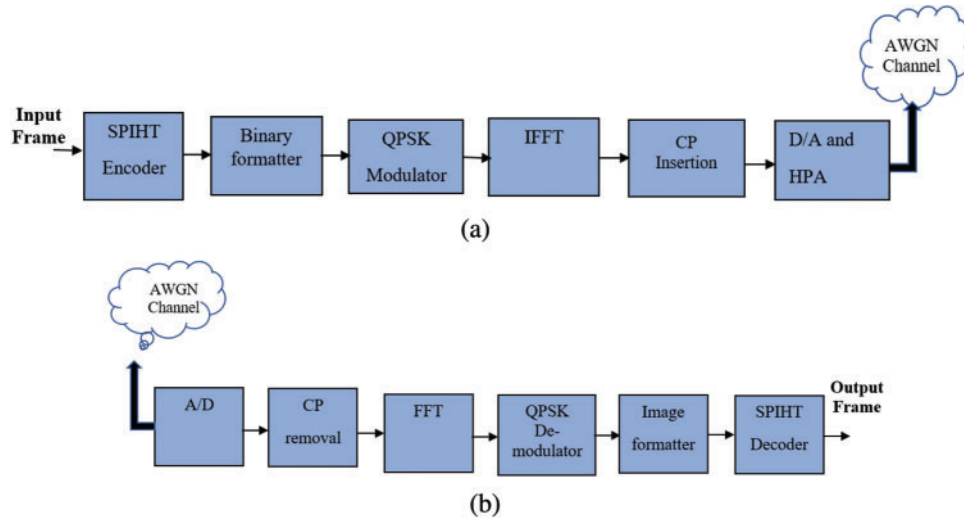 AWGN
Channel
Input
Frame
SPIHT
Encoder
Binary
formatter
QPSK
Modulator
IFFT
CP
Insertion
D/A and
HPA
(a)
AWGN
Channel
A/D
CP
removal
FFT
QPSK
De-
modulator
Image
formatter
SPIHT
Decoder
Output
Frame
(b)